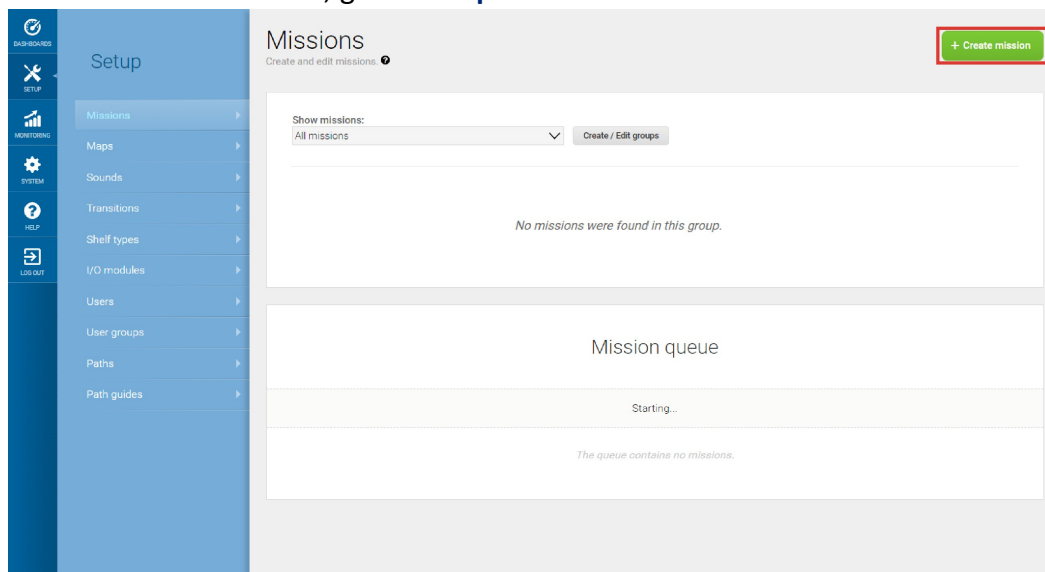 DASHBOARDS
SETUP
MONITORING
SYSTEM
HELP
LOG OUT
Setup
Missions
Maps
Sounds
Transitions
Shelf types
I/O modules
Users
User groups
Paths
Path guides
Missions
Create and edit missions. ?
+ Create mission
Show missions:
All missions
Create / Edit groups
No missions were found in this group.
Mission queue
Starting...
The queue contains no missions.